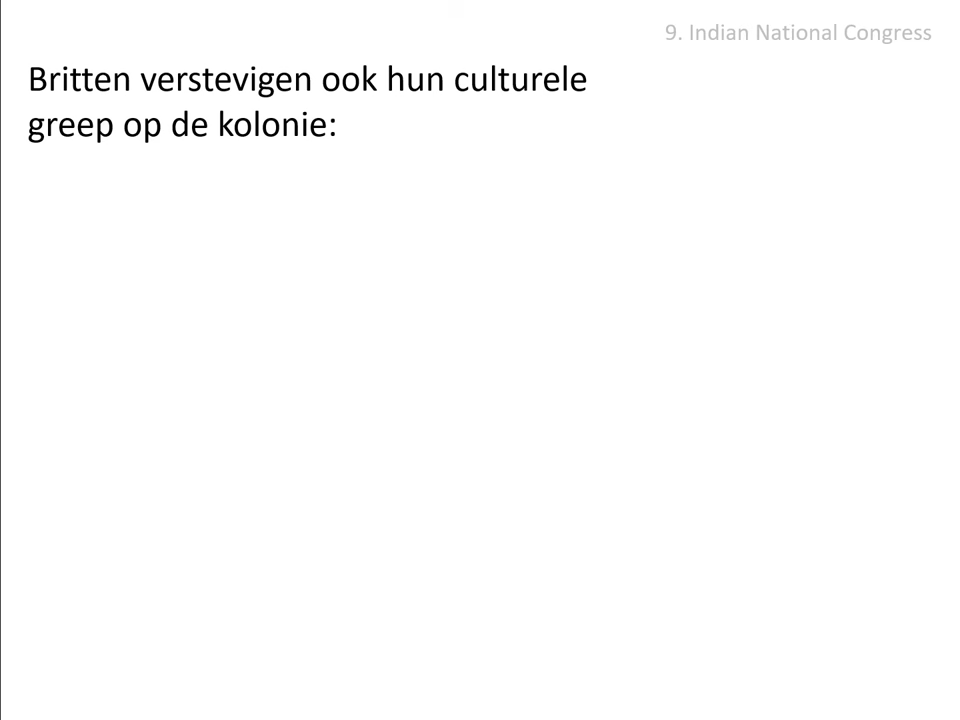 9. Indian National Congress
Britten verstevigen ook hun culturele
greep op de kolonie: